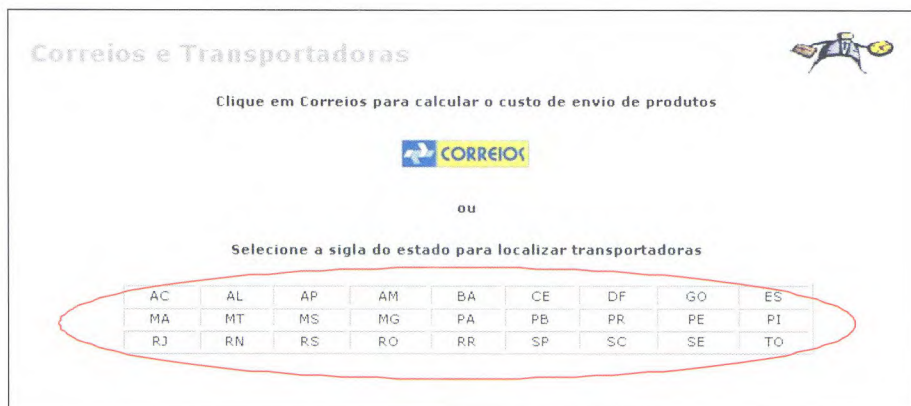 Correios e Transportadoras
Clique em Correios para calcular o custo de envio de produtos
CORREIOS
ou
Selecione a sigla do estado para localizar transportadoras
AC AL AP AM BA CE DF GO ES
MA MT MS MG PA PB PR PE PI
RJ RN RS RO RR SP SC SE TO